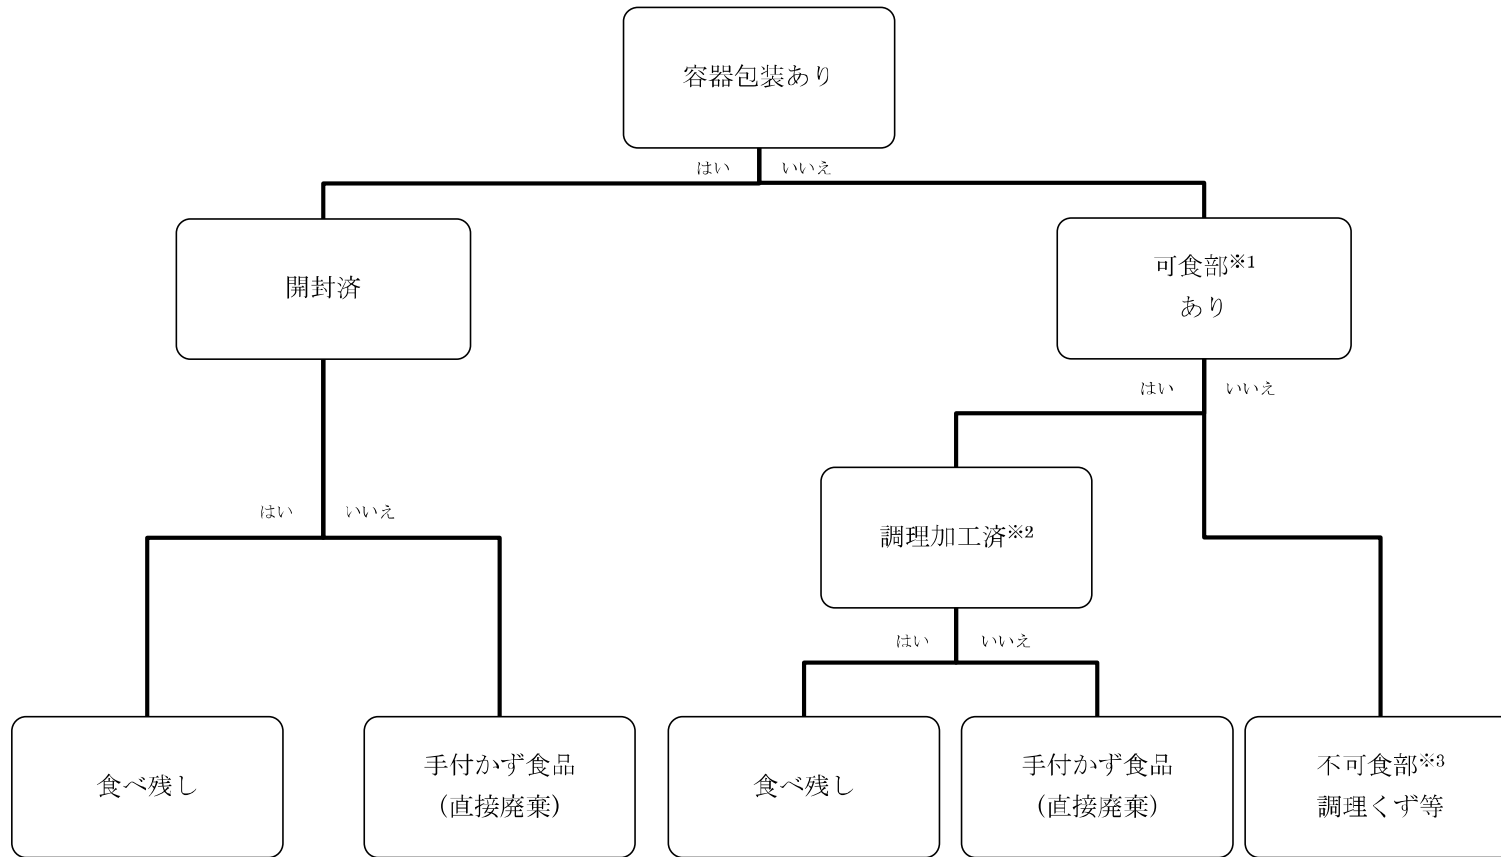 容器包装あり
はい
いいえ
開封済
可食部※1
あり
はい
いいえ
調理加工済※2
はい
いいえ
はい
いいえ
食べ残し
手付かず食品
(直接廃棄)
食べ残し
手付かず食品
(直接廃棄)
不可食部※3
調理くず等